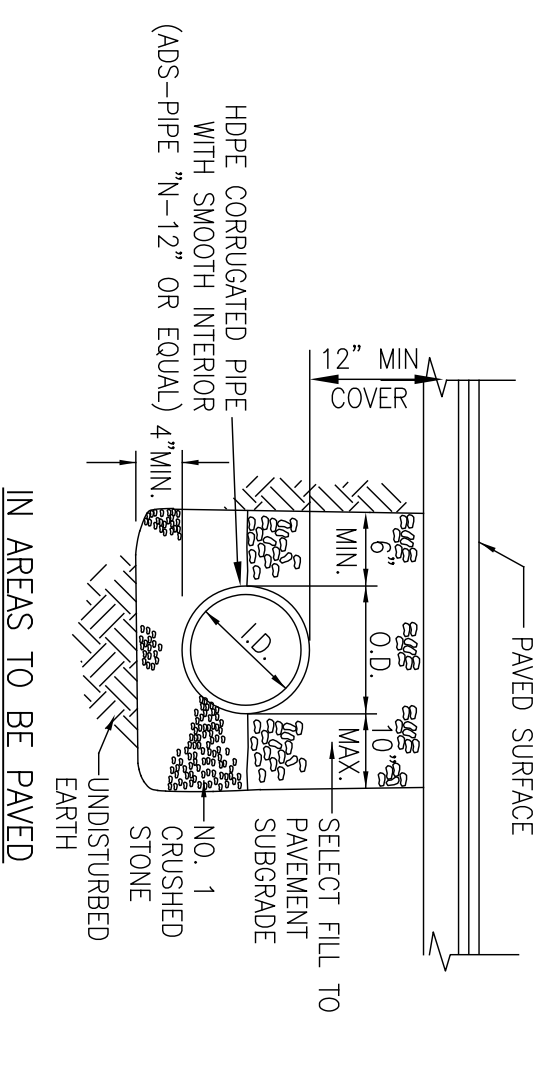 PAVED SURFACE
12” MIN
COVER
6”
MIN.
O.D.
10”
MAX.
I.D.
HDPE CORRUGATED PIPE
WITH SMOOTH INTERIOR
(ADS-PIPE ”N-12” OR EQUAL)
4”MIN.
SELECT FILL TO
PAVEMENT
SUBGRADE
NO. 1
CRUSHED
STONE
UNDISTURBED
EARTH
IN AREAS TO BE PAVED